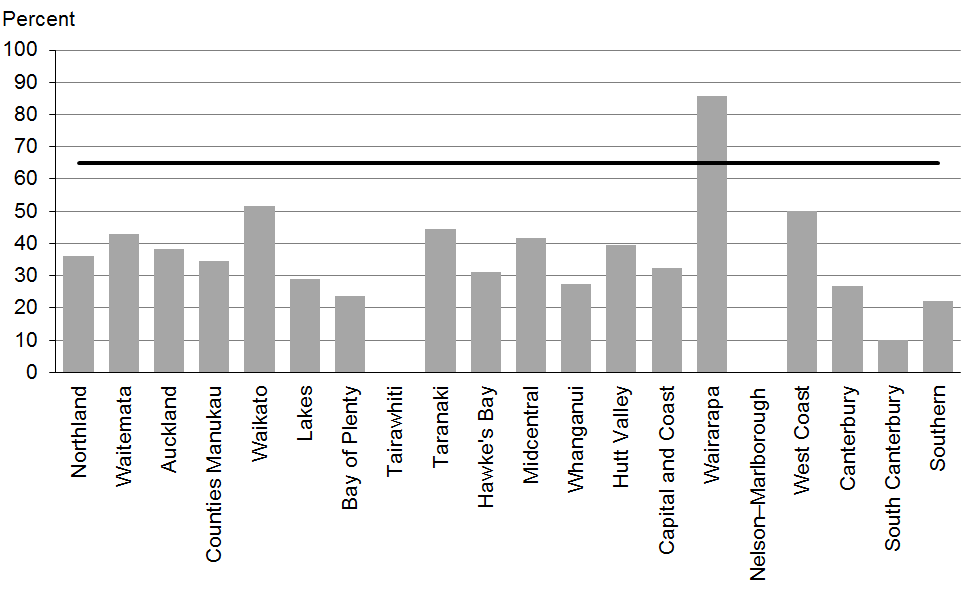 Percent
100
90
80
70
60
50
40
30
20
10
0
Northland
Waitemata
Auckland
Counties Manukau
Waikato
Lakes
Bay of Plenty
Tairawhiti
Taranaki
Hawke's Bay
Midcentral
Whanganui
Hutt Valley
Capital and Coast
Wairarapa
Nelson–Marlborough
West Coast
Canterbury
South Canterbury
Southern